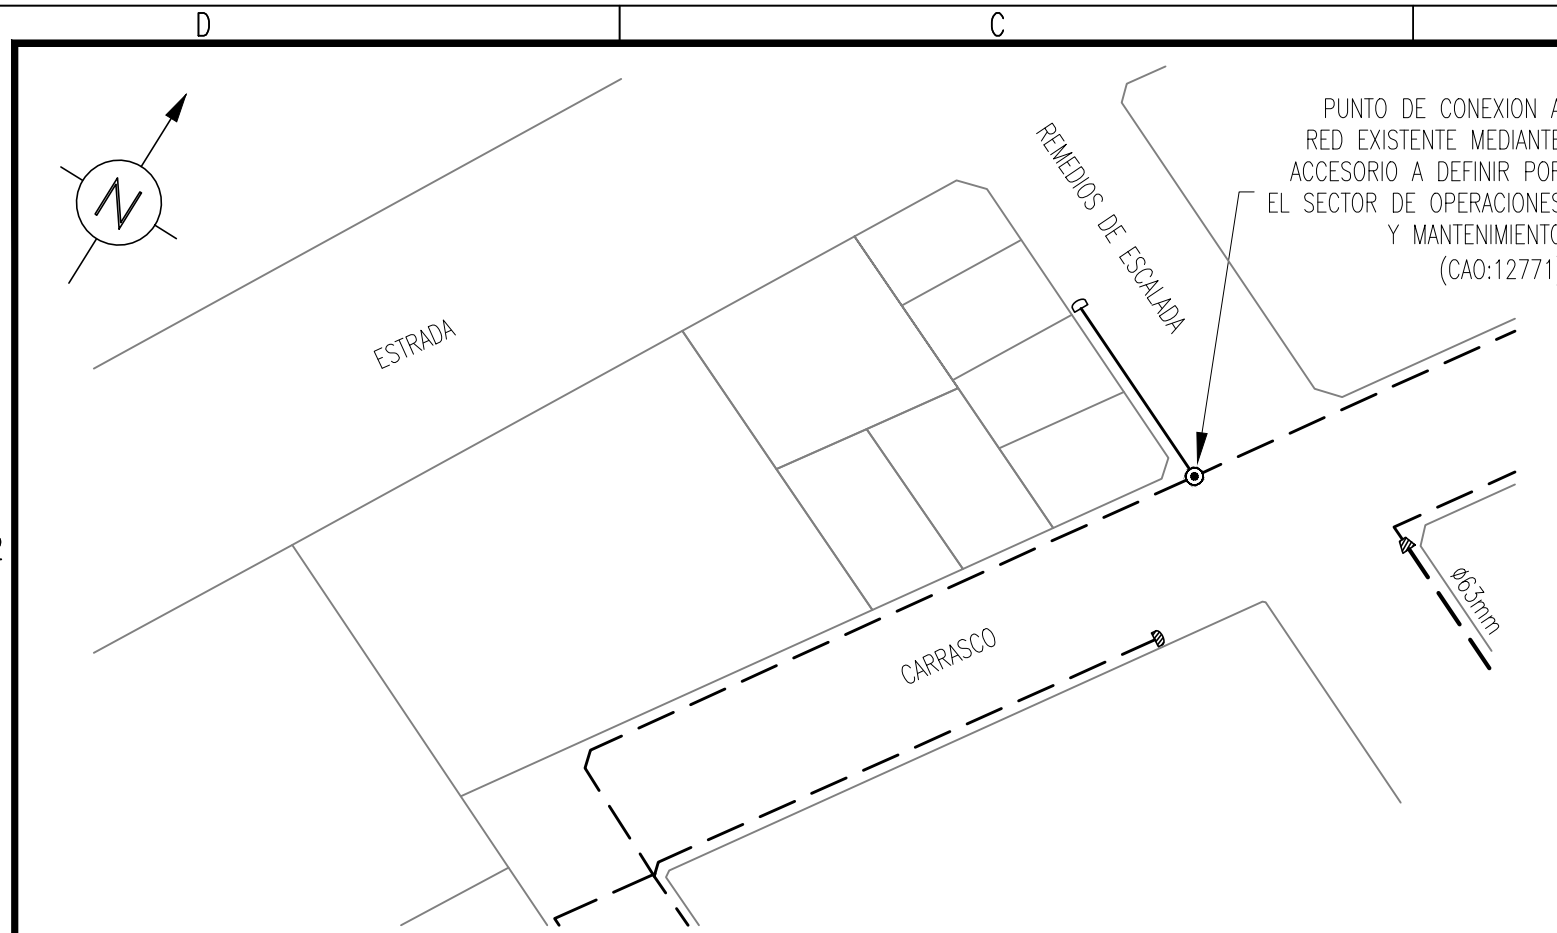 D
C
PUNTO DE CONEXION A
RED EXISTENTE MEDIANTE
ACCESORIO A DEFINIR POR
EL SECTOR DE OPERACIONES
Y MANTENIMIENTO
(CAO:12771)
REMEDIOS DE ESCALADA
N
ESTRADA
CARRASCO
ø63mm